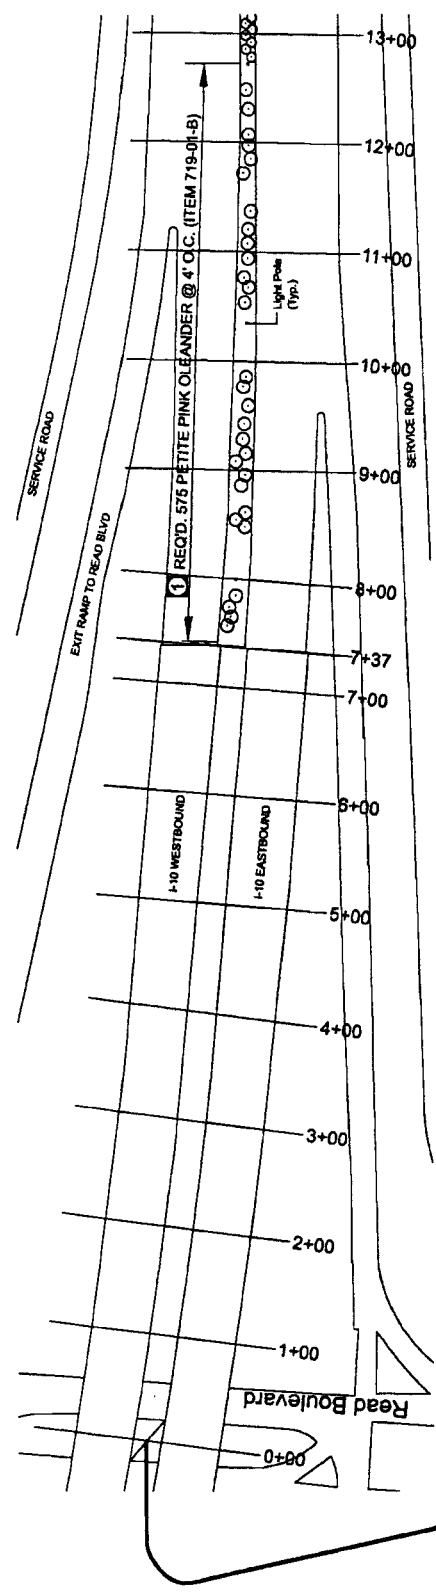 13+00
12+00
11+00
10+00
9+00
8+00
7+37
7+00
6+00
5+00
4+00
3+00
2+00
1+00
0+00
SERVICE ROAD
EXIT RAMP TO READ BLVD
1 REQ'D. 575 PETITE PINK OLEANDER @ 4' O.C. (ITEM 719-01-B)
Light Pole
(Typ.)
SERVICE ROAD
I-10 WESTBOUND
I-10 EASTBOUND
Read Boulevard